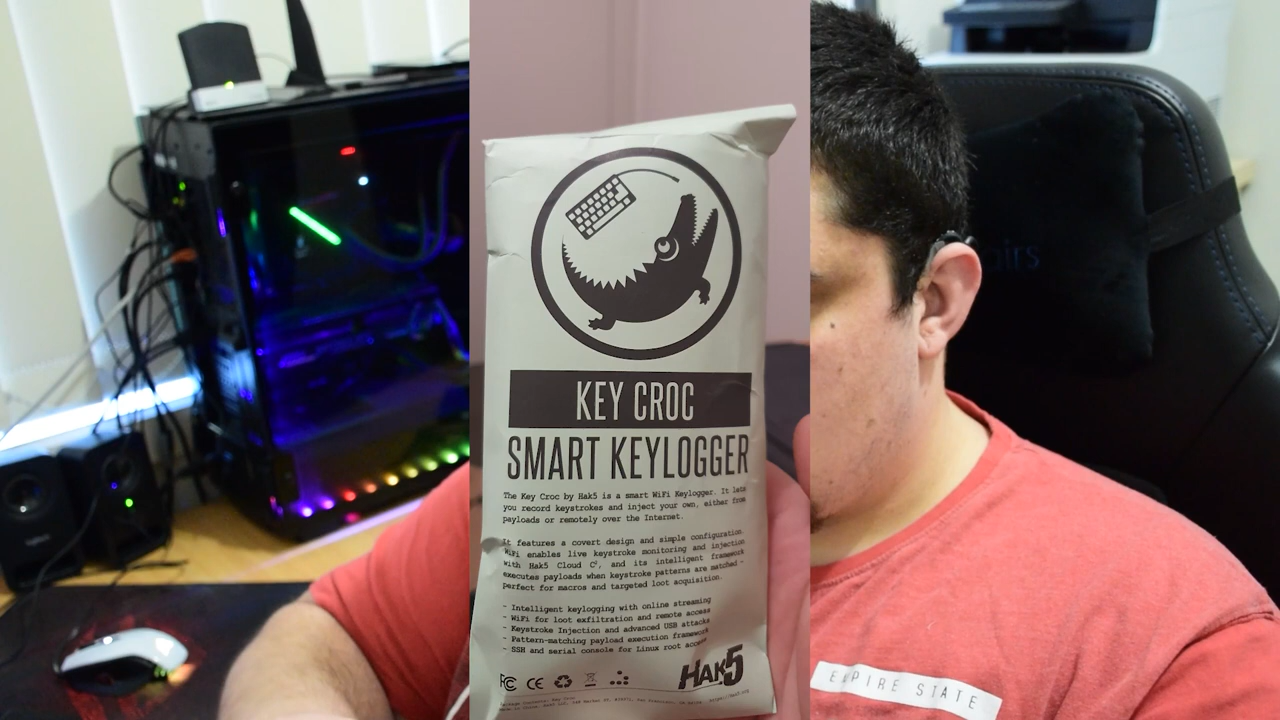 KEY CROC
SMART KEYLOGGER
The Key Croc by Hak5 is a smart WiFi Keylogger. It lets
you record keystrokes and inject your own, either from
payloads or remotely over the Internet.
It features a covert design and simple configuration.
WiFi enables live keystroke monitoring and injection
with Hak5 Cloud C², and its intelligent framework
executes payloads when keystroke patterns are matched –
perfect for macros and targeted loot acquisition.
- Intelligent keylogging with online streaming
- WiFi for loot exfiltration and remote access
- Keystroke Injection and advanced USB attacks
- Pattern-matching payload execution framework
- SSH and serial console for Linux root access
FC CE
HAK5
EMPIRE STATE